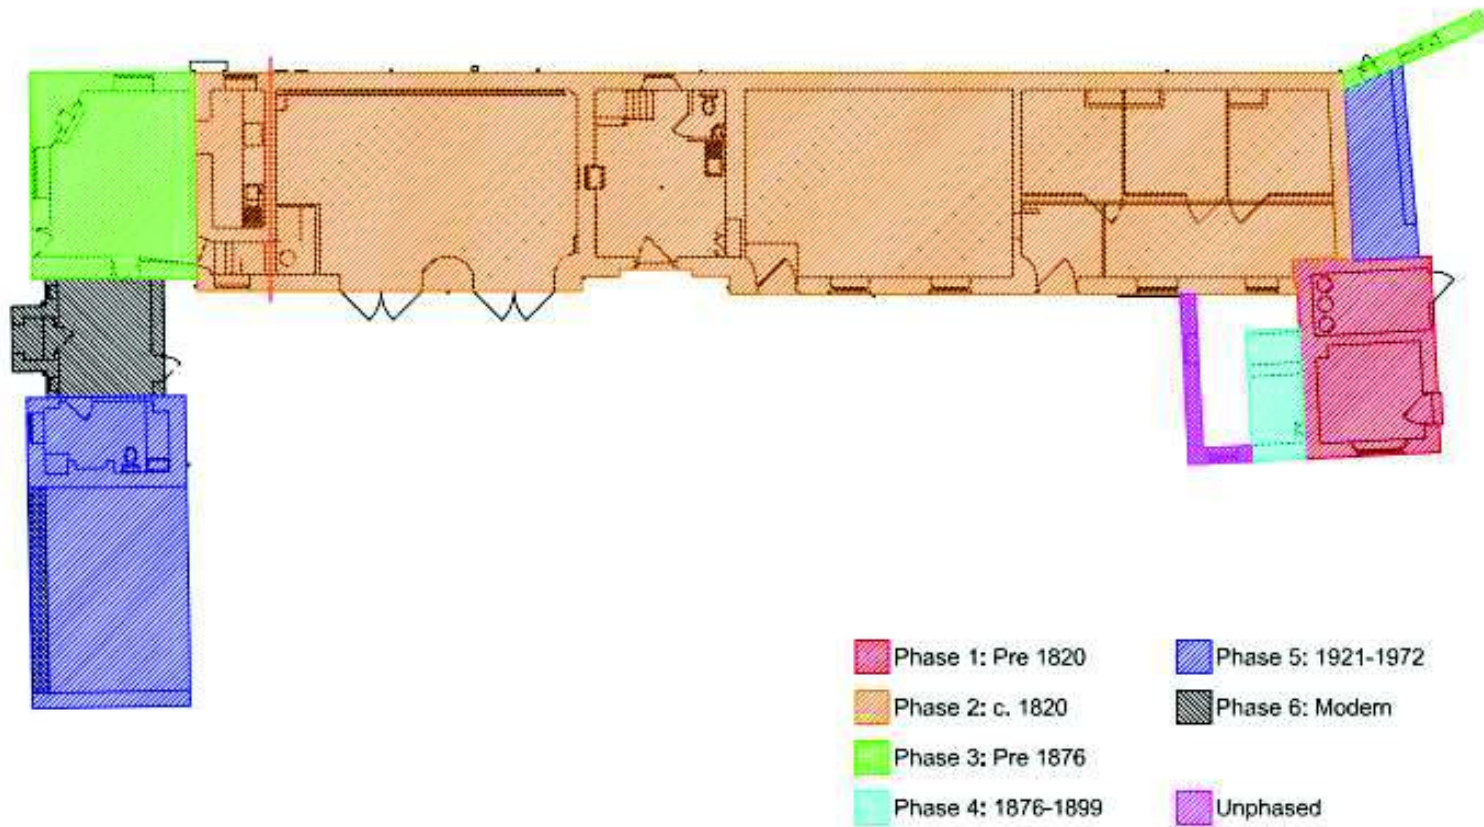 Phase 1: Pre 1820
Phase 2: c. 1820
Phase 3: Pre 1876
Phase 4: 1876-1899
Phase 5: 1921-1972
Phase 6: Modern
Unphased